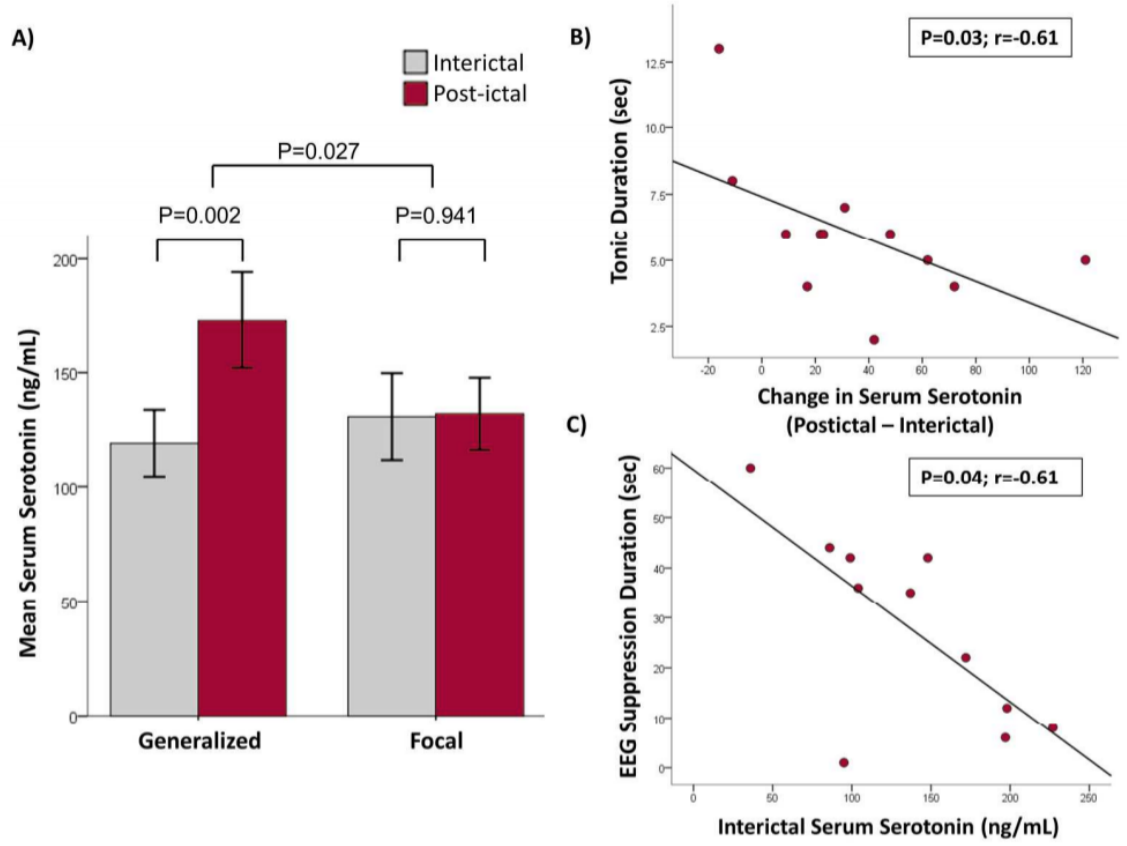 A)
Interictal
Post-ictal
P=0.027
P=0.002
P=0.941
200
150
100
50
0
Mean Serum Serotonin (ng/mL)
Generalized
Focal
B)
P=0.03; r=-0.61
12.5
10.0
7.5
5.0
2.5
Tonic Duration (sec)
-20 0 20 40 60 80 100 120
Change in Serum Serotonin
(Postictal – Interictal)
C)
P=0.04; r=-0.61
60
50
40
30
20
10
0
EEG Suppression Duration (sec)
0 50 100 150 200 250
Interictal Serum Serotonin (ng/mL)